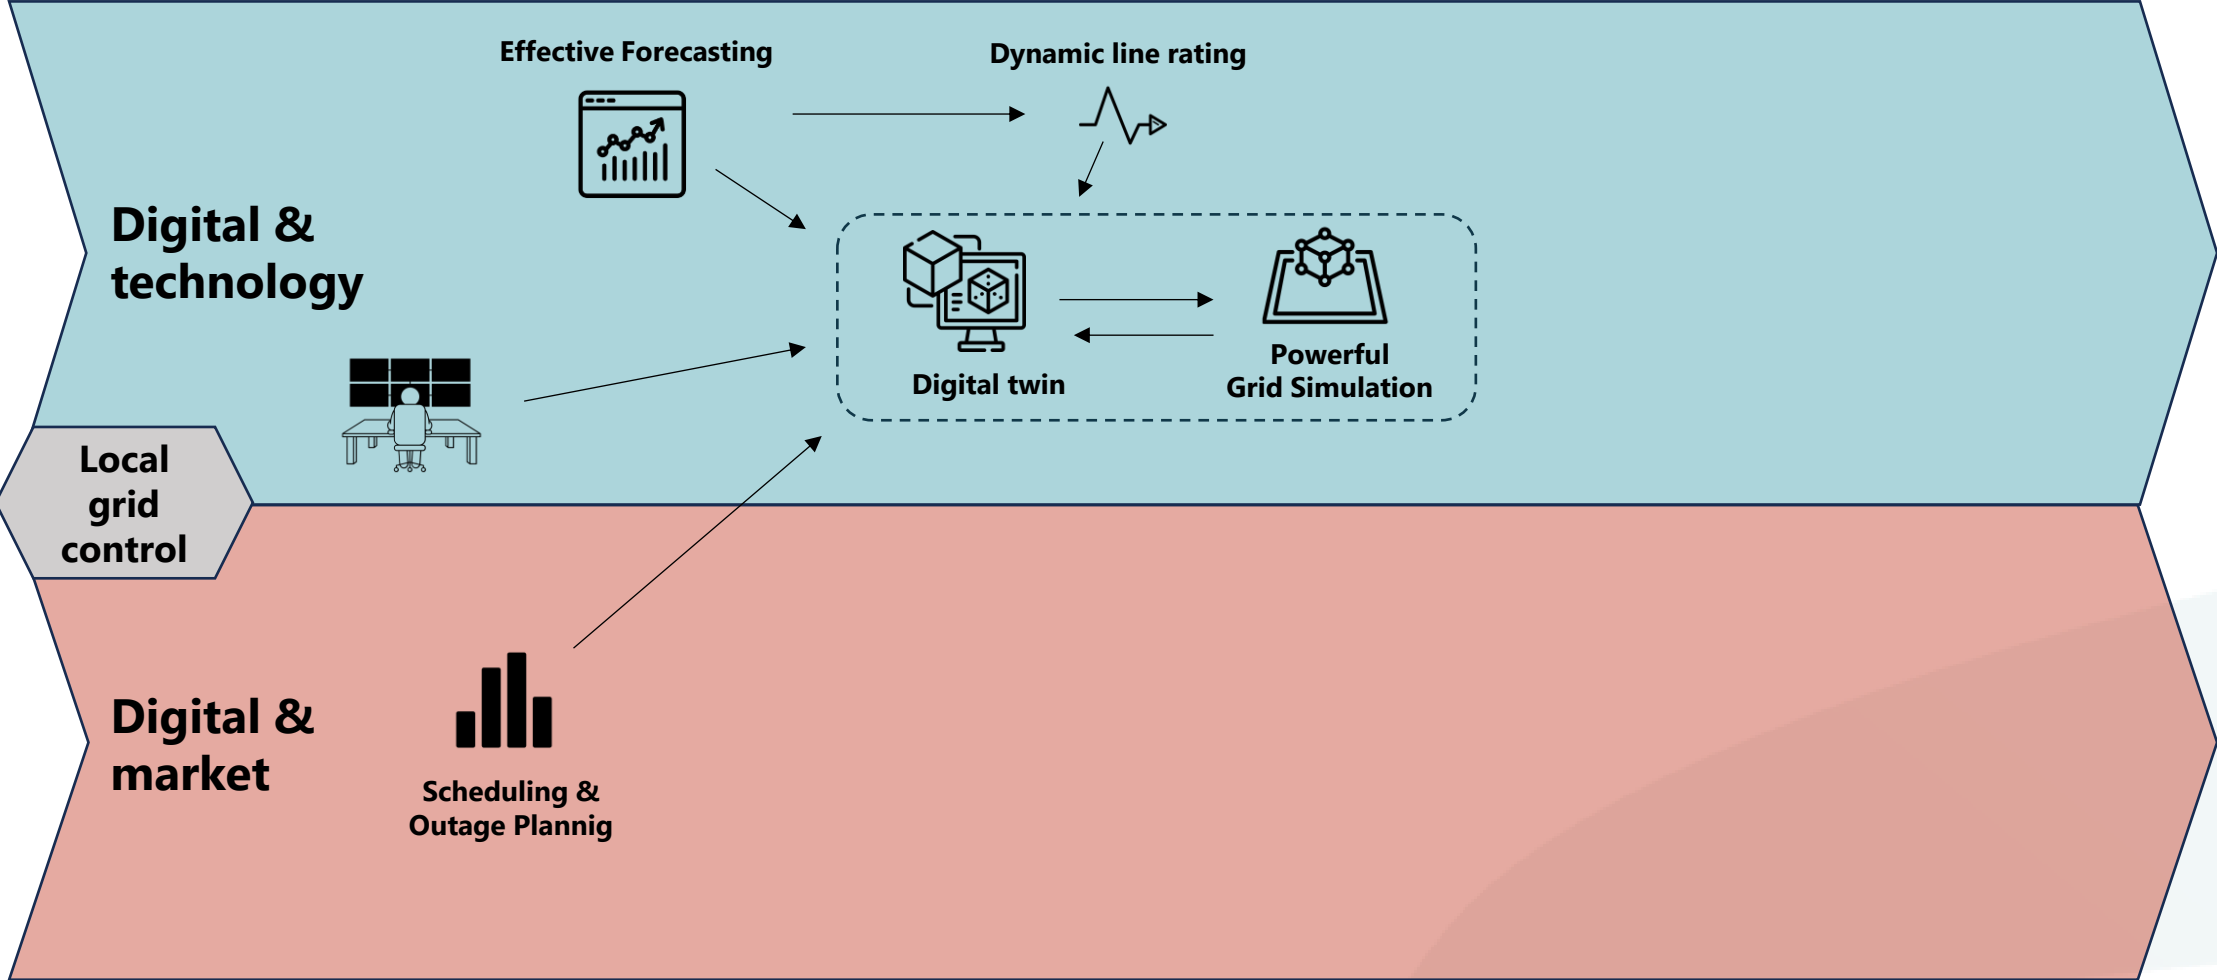 Effective Forecasting
Dynamic line rating
Digital &
technology
Digital twin
Powerful
Grid Simulation
Local
grid
control
Digital &
market
Scheduling &
Outage Plannig